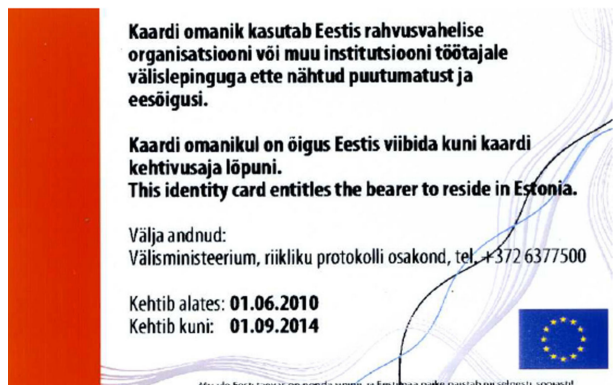 Kaardi omanik kasutab Eestis rahvusvahelise
organisatsiooni või muu institutsiooni töötajale
välislepinguga ette nähtud puutumatust ja
eesõigusi.
Kaardi omanikul on õigus Eestis viibida kuni kaardi
kehtivusaja lõpuni.
This identity card entitles the bearer to reside in Estonia.
Välja andnud:
Välisministeerium, riikliku protokolli osakond, tel. +372 6377500
Kehtib alates: 01.06.2010
Kehtib kuni: 01.09.2014